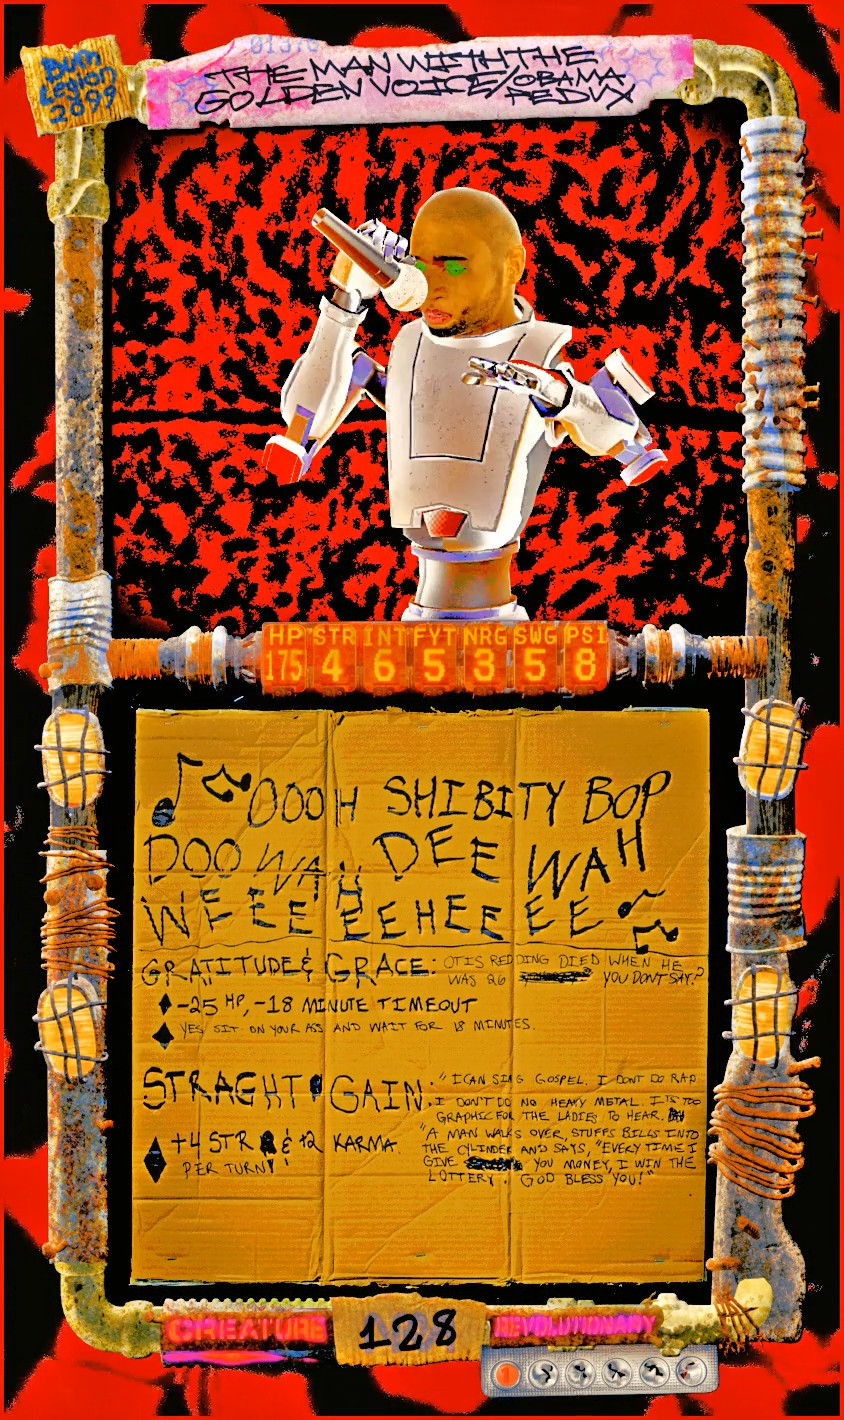 Bum
Legion
2099
01376
THE MAN WITH THE
GOLDEN VOICE/OBAMA
REDUX
HP STR INT FYT NRG SWG PSI
175 4 6 5 3 5 8
OOOH SHIBITY BOP
DOO WAH DEE WAH
WEEE EEHEEEEE
GRATITUDE & GRACE: OTIS REDDING DIED WHEN HE
WAS 26 YOU DONT SAY?
-25 HP, -18 MINUTE TIMEOUT
YES SIT ON YOUR ASS AND WAIT FOR 18 MINUTES.
STRAGHT GAIN: "I CAN SING GOSPEL. I DONT DO RAP
I DON'T DO NO HEAVY METAL. ITS TOO
GRAPHIC FOR THE LADIES TO HEAR.
"A MAN WALKS OVER, STUFFS BILLS INTO
+4 STR & +2 KARMA THE CYLINDER AND SAYS, "EVERY TIME I
PER TURN! GIVE YOU MONEY, I WIN THE
LOTTERY. GOD BLESS YOU!"
CREATURE 128 REVOLUTIONARY